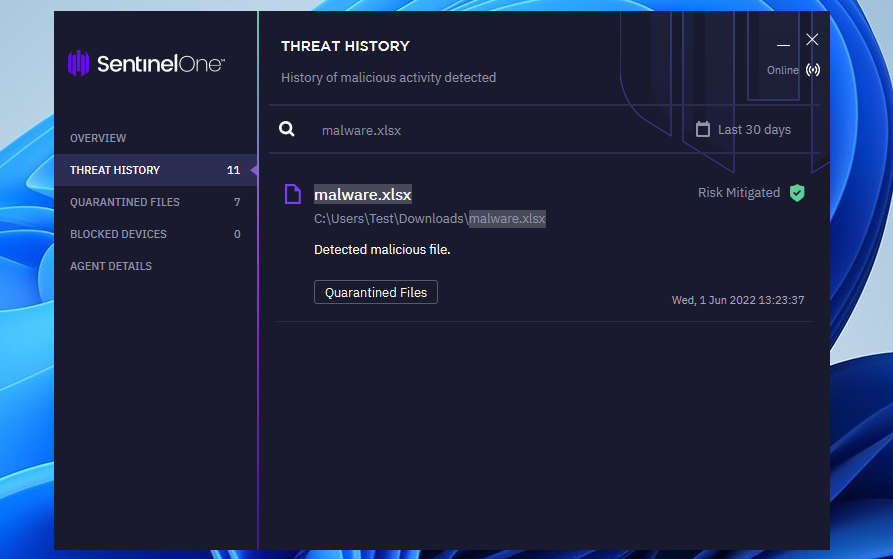 SentinelOne™
OVERVIEW
THREAT HISTORY 11
QUARANTINED FILES 7
BLOCKED DEVICES 0
AGENT DETAILS
THREAT HISTORY
History of malicious activity detected
Online
malware.xlsx
Last 30 days
malware.xlsx
Risk Mitigated
C:\Users\Test\Downloads\malware.xlsx
Detected malicious file.
Quarantined Files
Wed, 1 Jun 2022 13:23:37